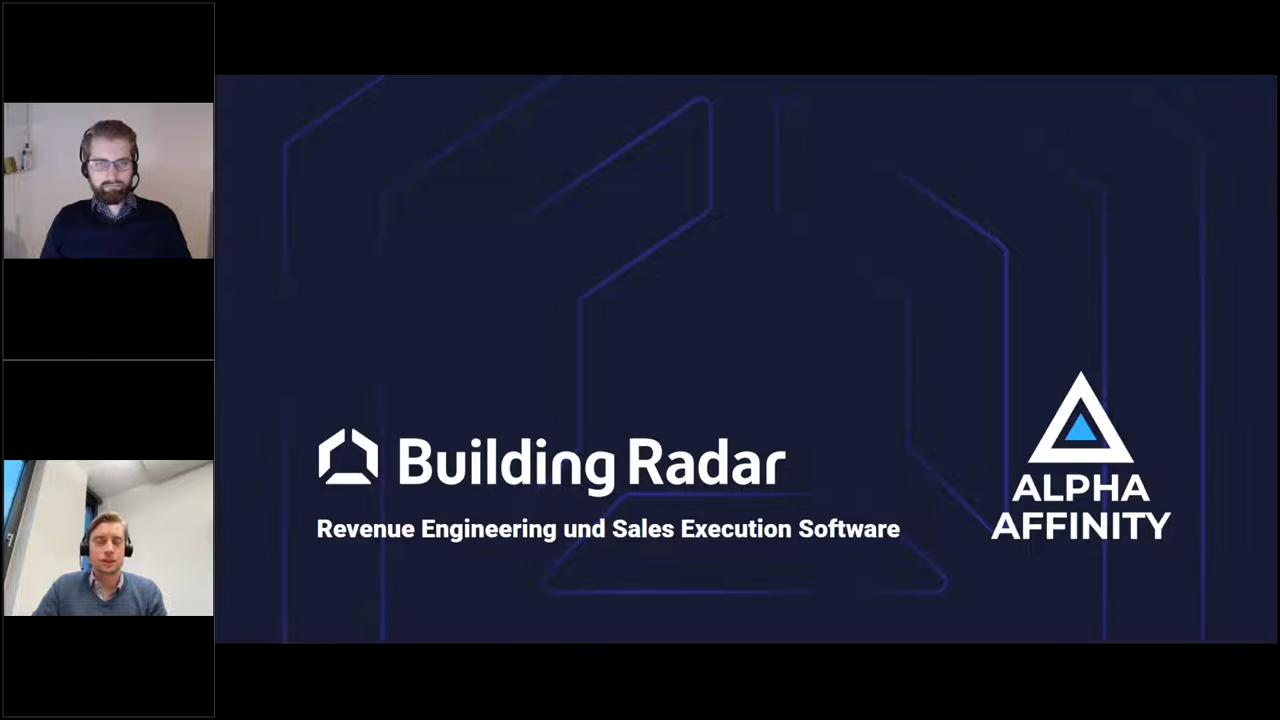 Building Radar
Revenue Engineering und Sales Execution Software
ALPHA
AFFINITY